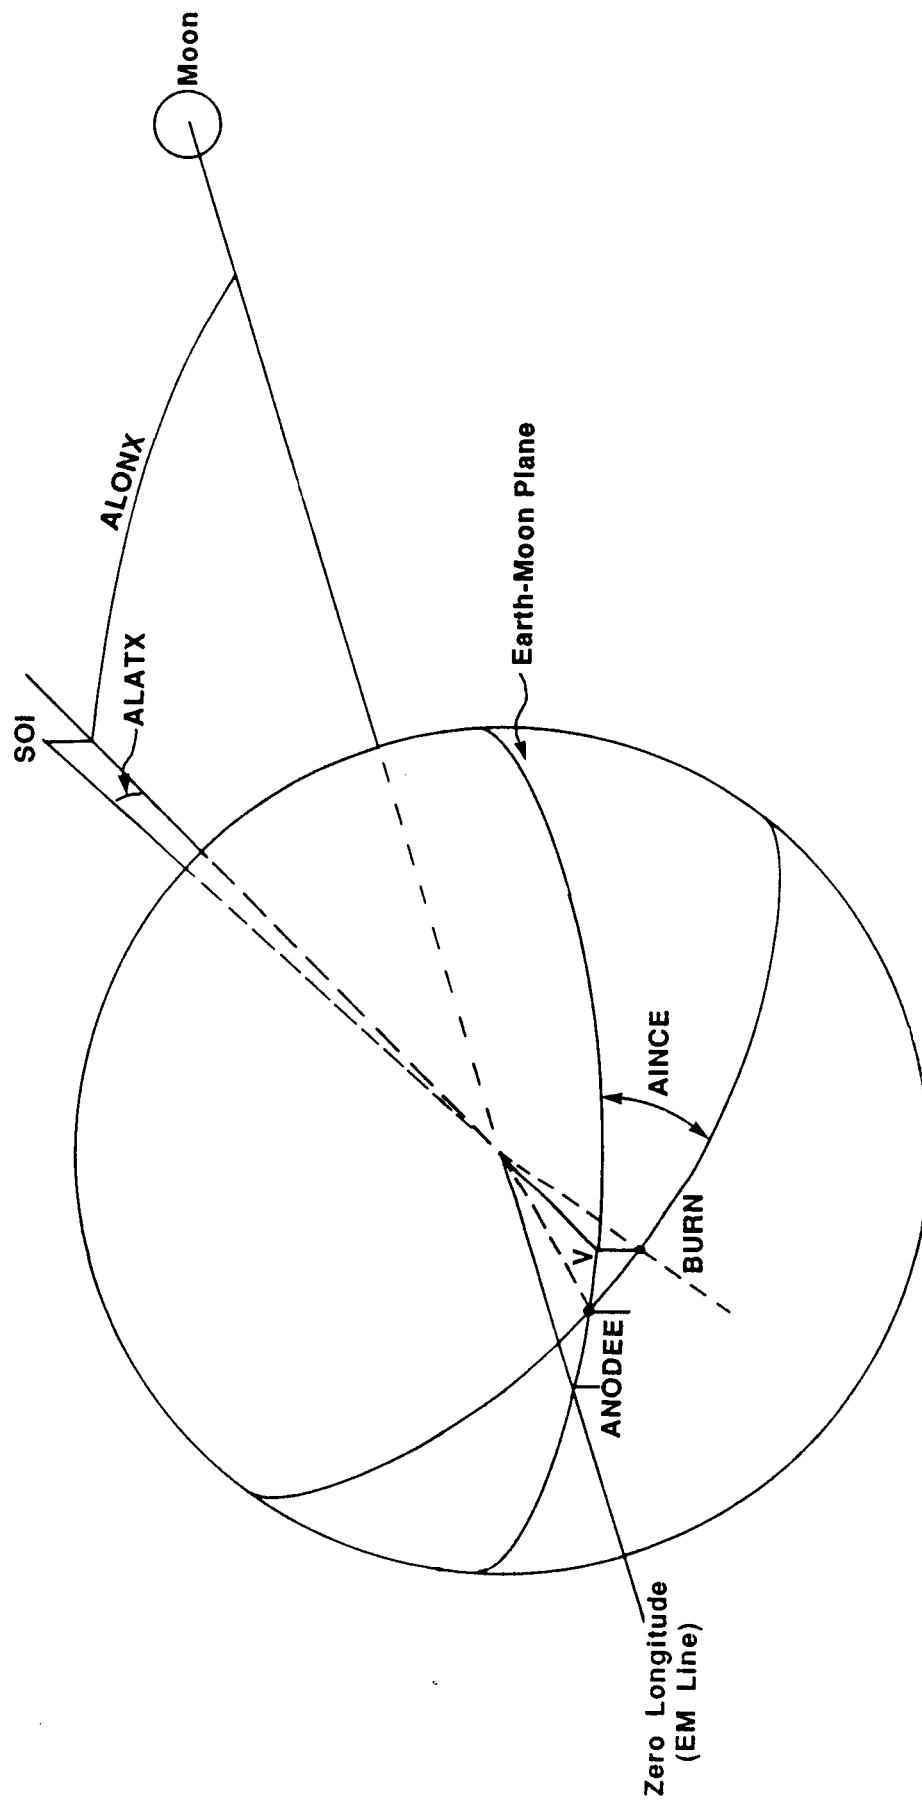 Moon
SOI
ALONX
ALATX
Earth-Moon Plane
AINCE
V
BURN
ANODEE
Zero Longitude
(EM Line)